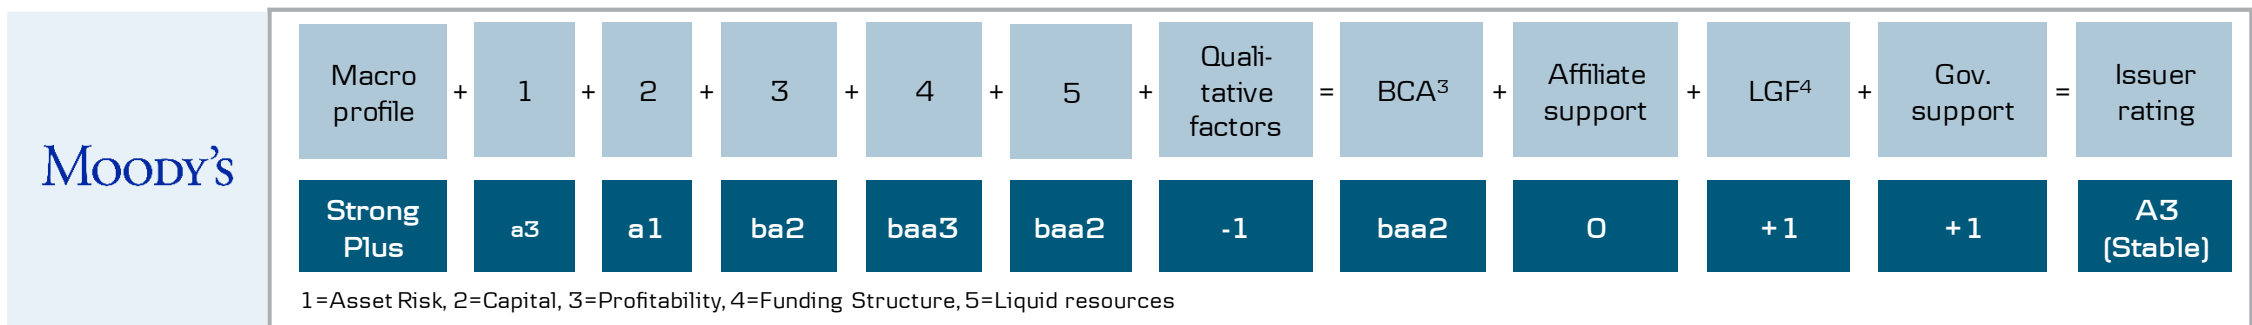 MOODY'S
Macro profile + 1 + 2 + 3 + 4 + 5 + Quali-tative factors = BCA³ + Affiliate support + LGF⁴ + Gov. support = Issuer rating
Strong Plus a3 a1 ba2 baa3 baa2 -1 baa2 0 +1 +1 A3 (Stable)
1=Asset Risk, 2=Capital, 3=Profitability, 4=Funding Structure, 5=Liquid resources